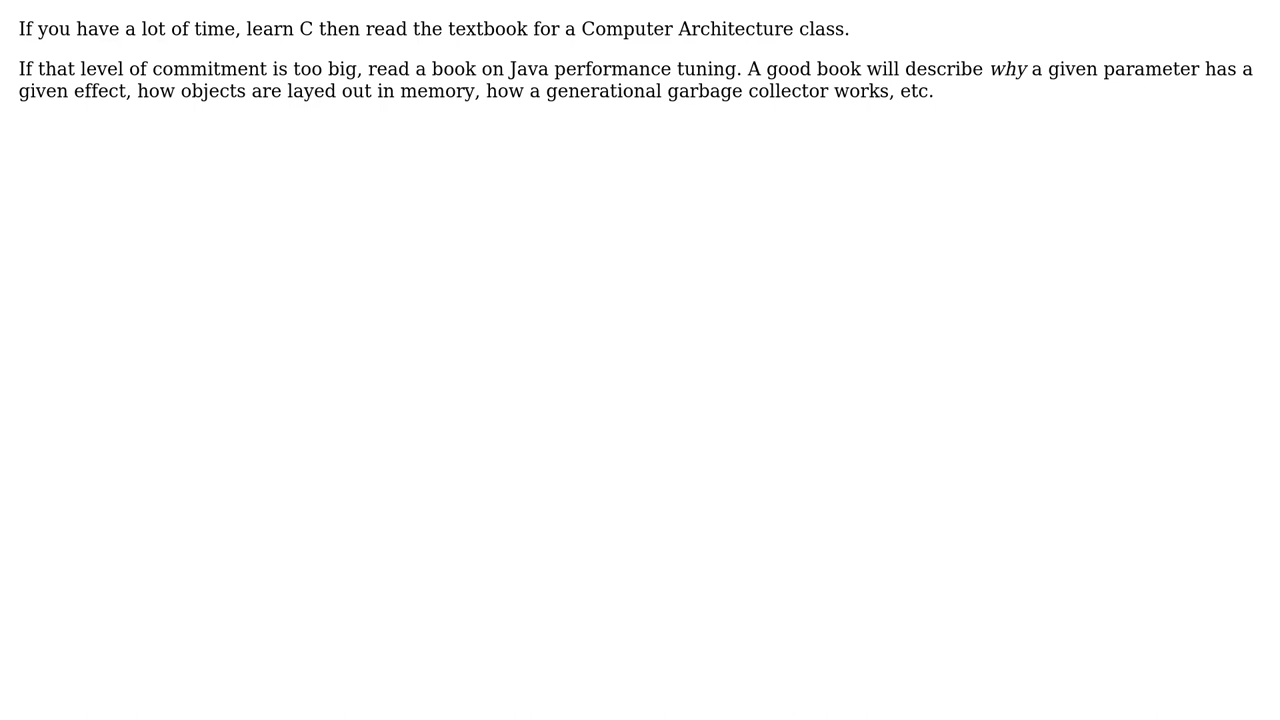 If you have a lot of time, learn C then read the textbook for a Computer Architecture class.
If that level of commitment is too big, read a book on Java performance tuning. A good book will describe why a given parameter has a
given effect, how objects are layed out in memory, how a generational garbage collector works, etc.